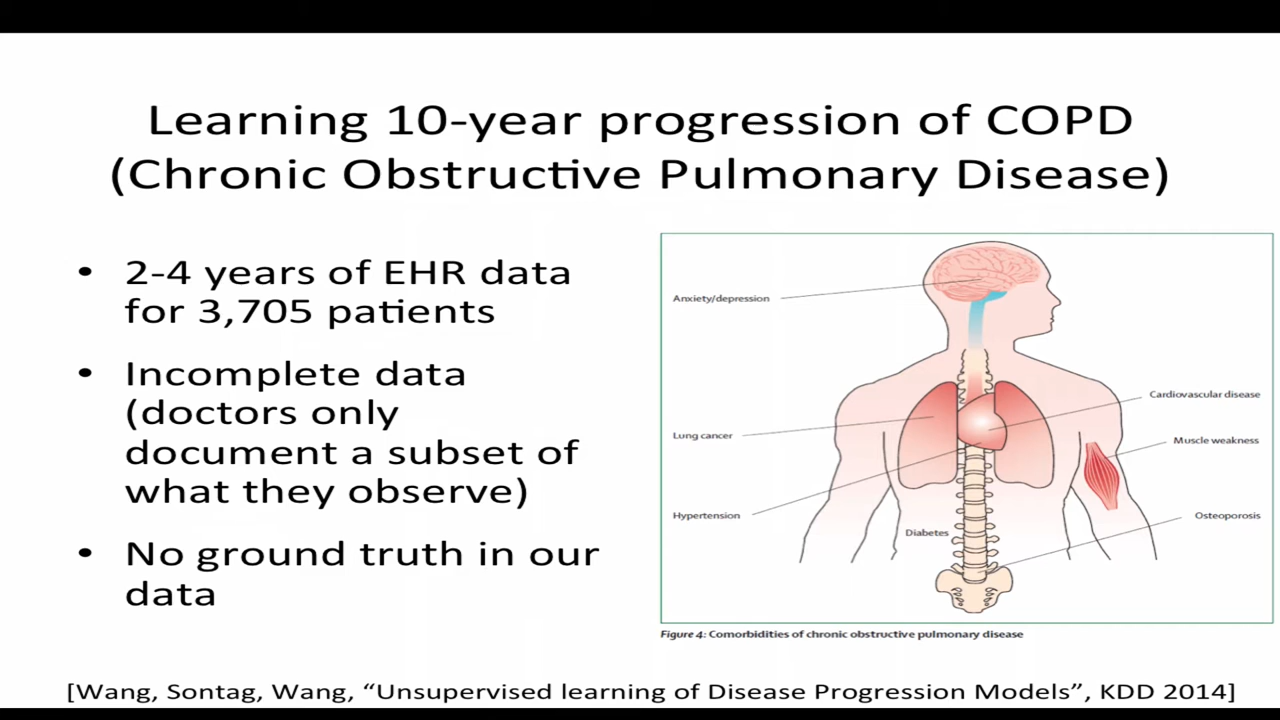 Learning 10-year progression of COPD
(Chronic Obstructive Pulmonary Disease)
• 2-4 years of EHR data
for 3,705 patients
• Incomplete data
(doctors only
document a subset of
what they observe)
• No ground truth in our
data
Anxiety/depression
Cardiovascular disease
Lung cancer
Muscle weakness
Hypertension
Osteoporosis
Diabetes
Figure 4: Comorbidities of chronic obstructive pulmonary disease
[Wang, Sontag, Wang, “Unsupervised learning of Disease Progression Models”, KDD 2014]